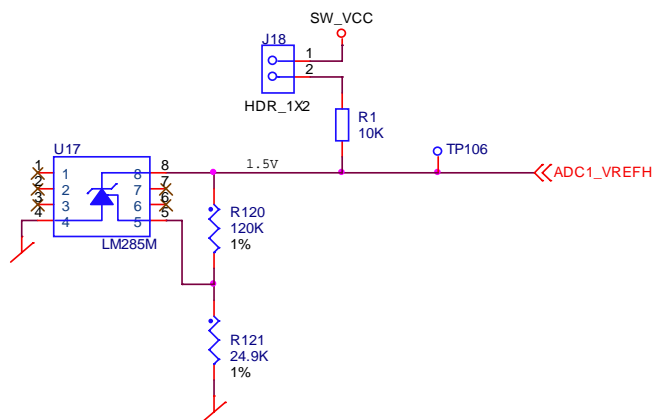 SW_VCC
J18
1
2
HDR_1X2
R1
10K
U17
TP106
1
1
8
8
1.5V
ADC1_VREFH
2
2
7
7
3
3
6
6
4
4
5
5
LM285M
R120
120K
1%
R121
24.9K
1%